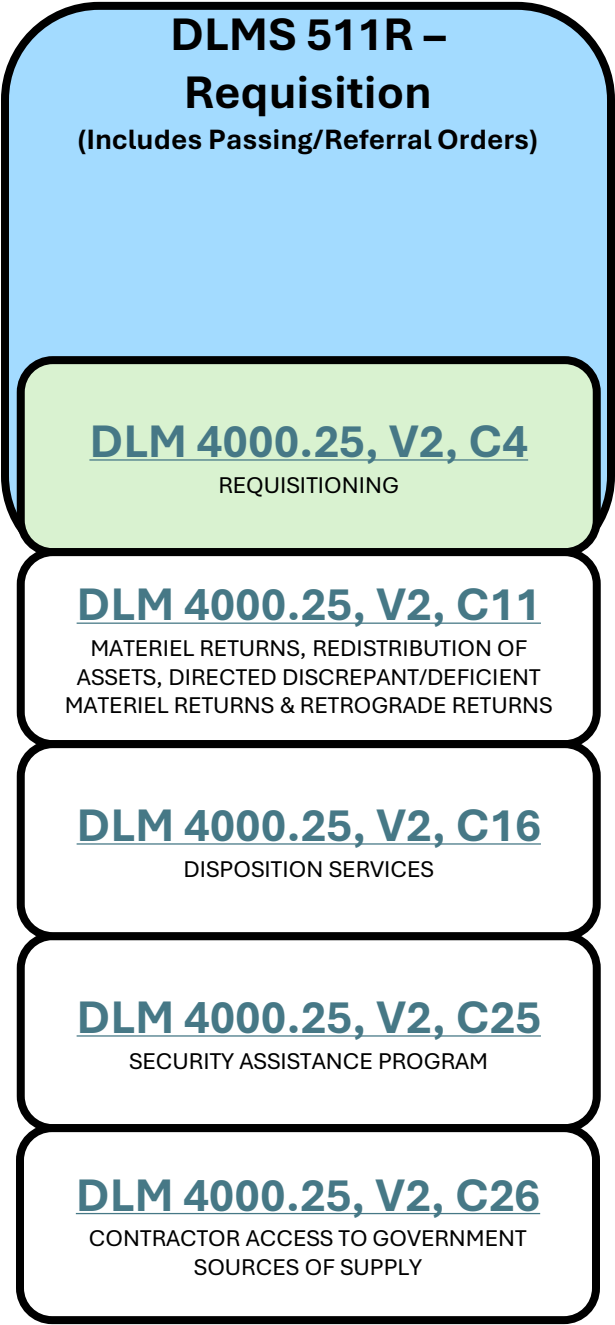 DLMS 511R –
Requisition
(Includes Passing/Referral Orders)
DLM 4000.25, V2, C4
REQUISITIONING
DLM 4000.25, V2, C11
MATERIEL RETURNS, REDISTRIBUTION OF
ASSETS, DIRECTED DISCREPANT/DEFICIENT
MATERIEL RETURNS & RETROGRADE RETURNS
DLM 4000.25, V2, C16
DISPOSITION SERVICES
DLM 4000.25, V2, C25
SECURITY ASSISTANCE PROGRAM
DLM 4000.25, V2, C26
CONTRACTOR ACCESS TO GOVERNMENT
SOURCES OF SUPPLY